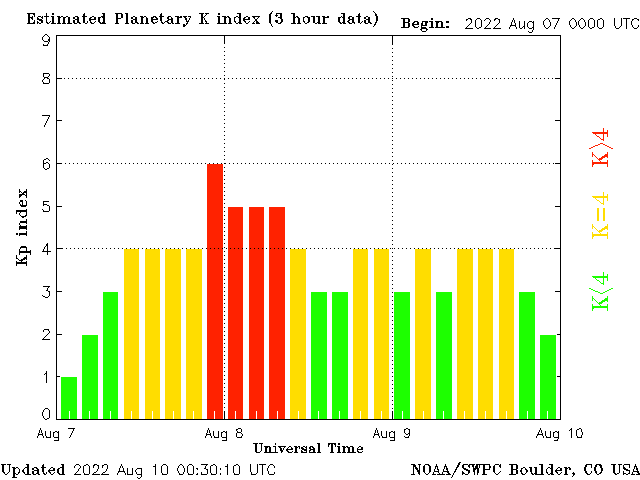 Estimated Planetary K index (3 hour data) Begin: 2022 Aug 07 0000 UTC
9
8
7
6
5
4
3
2
1
0
Kp index
K>4
K=4
K<4
Aug 7 Aug 8 Aug 9 Aug 10
Universal Time
Updated 2022 Aug 10 00:30:10 UTC NOAA/SWPC Boulder, CO USA